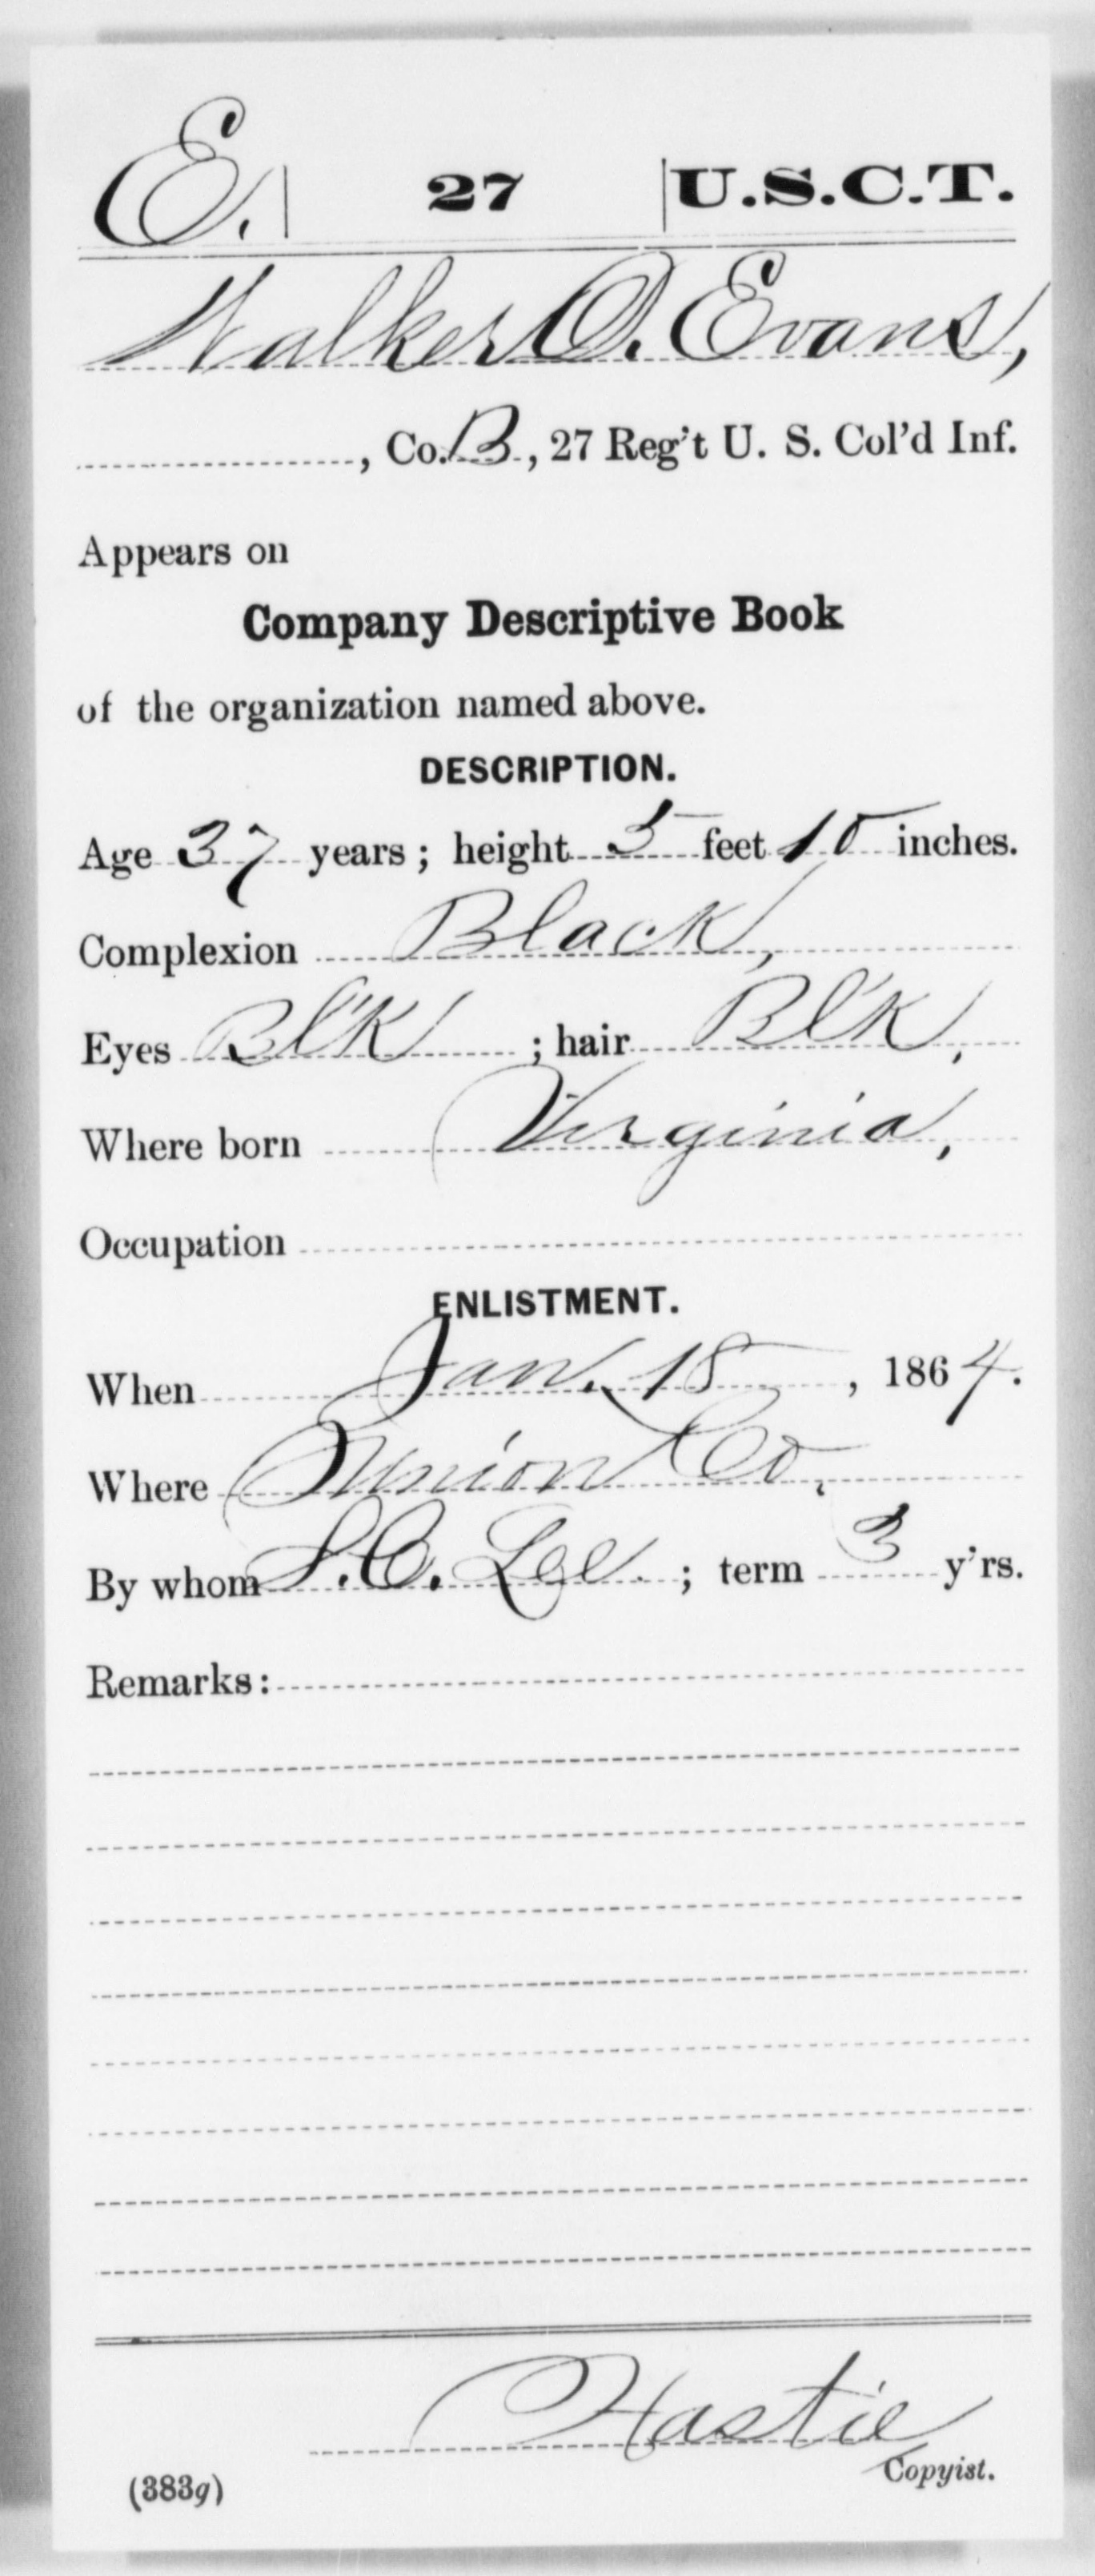 E. | 27 | U.S.C.T.
Walker O. Evans,
, Co. B, 27 Reg't U. S. Col'd Inf.
Appears on
Company Descriptive Book
of the organization named above.
DESCRIPTION.
Age 37 years; height 5 feet 10 inches.
Complexion Black,
Eyes Bl'k ; hair Bl'k,
Where born Virginia,
Occupation
ENLISTMENT.
When Jan. 18, 1864.
Where Union Co,
By whom S. C. Lee. ; term 3 y'rs.
Remarks:
Hastie
Copyist.
(383g)